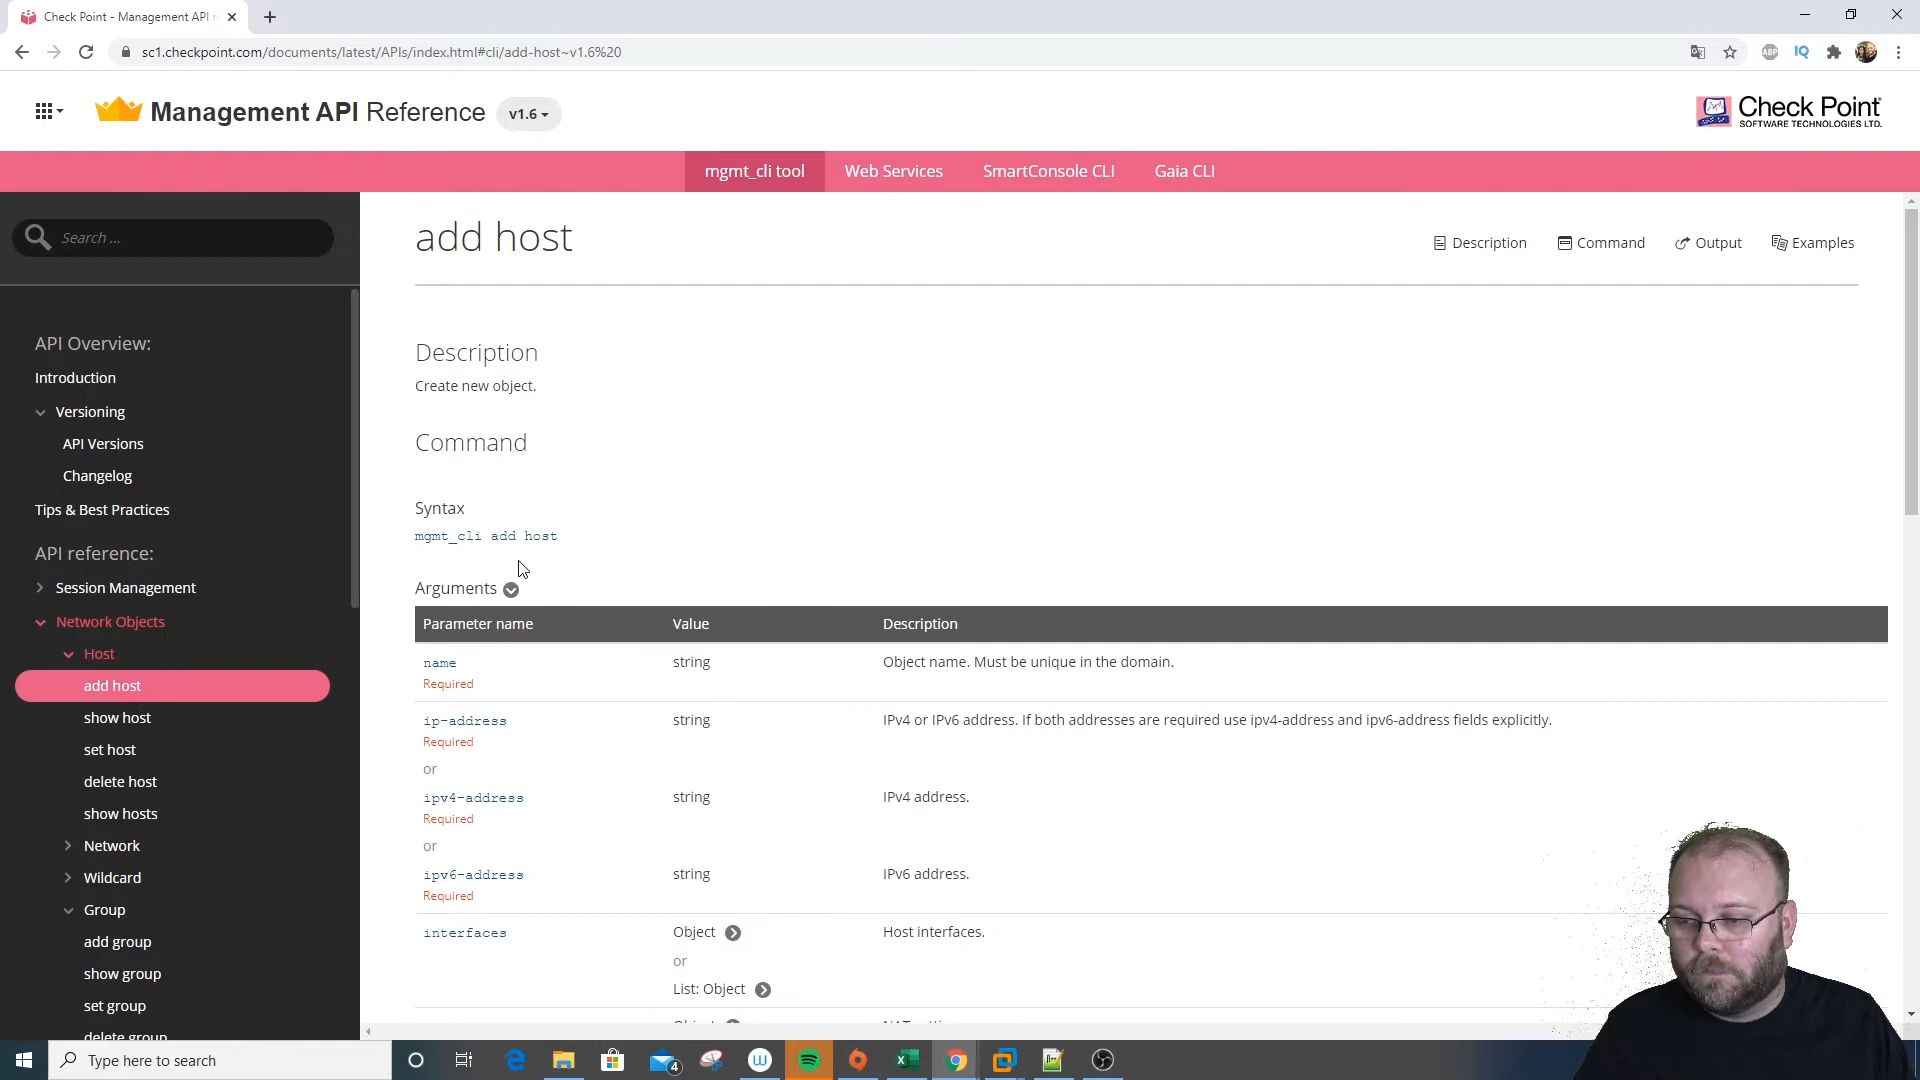 Check Point - Management API r
sc1.checkpoint.com/documents/latest/APIs/index.html#cli/add-host~v1.6%20
ABP
IQ
Management API Reference
v1.6
Check Point
SOFTWARE TECHNOLOGIES LTD.
mgmt_cli tool
Web Services
SmartConsole CLI
Gaia CLI
Search ...
API Overview:
Introduction
Versioning
API Versions
Changelog
Tips & Best Practices
API reference:
Session Management
Network Objects
Host
add host
show host
set host
delete host
show hosts
Network
Wildcard
Group
add group
show group
set group
delete group
add host
Description
Command
Output
Examples
Description
Create new object.
Command
Syntax
mgmt_cli add host
Arguments
Parameter name Value Description
name string Object name. Must be unique in the domain.
Required
ip-address string IPv4 or IPv6 address. If both addresses are required use ipv4-address and ipv6-address fields explicitly.
Required
or
ipv4-address string IPv4 address.
Required
or
ipv6-address string IPv6 address.
Required
interfaces Object Host interfaces.
or
List: Object
Type here to search
4